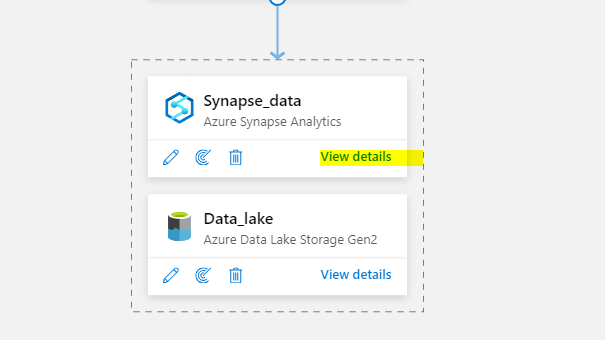 Synapse_data
Azure Synapse Analytics
View details
Data_lake
Azure Data Lake Storage Gen2
View details